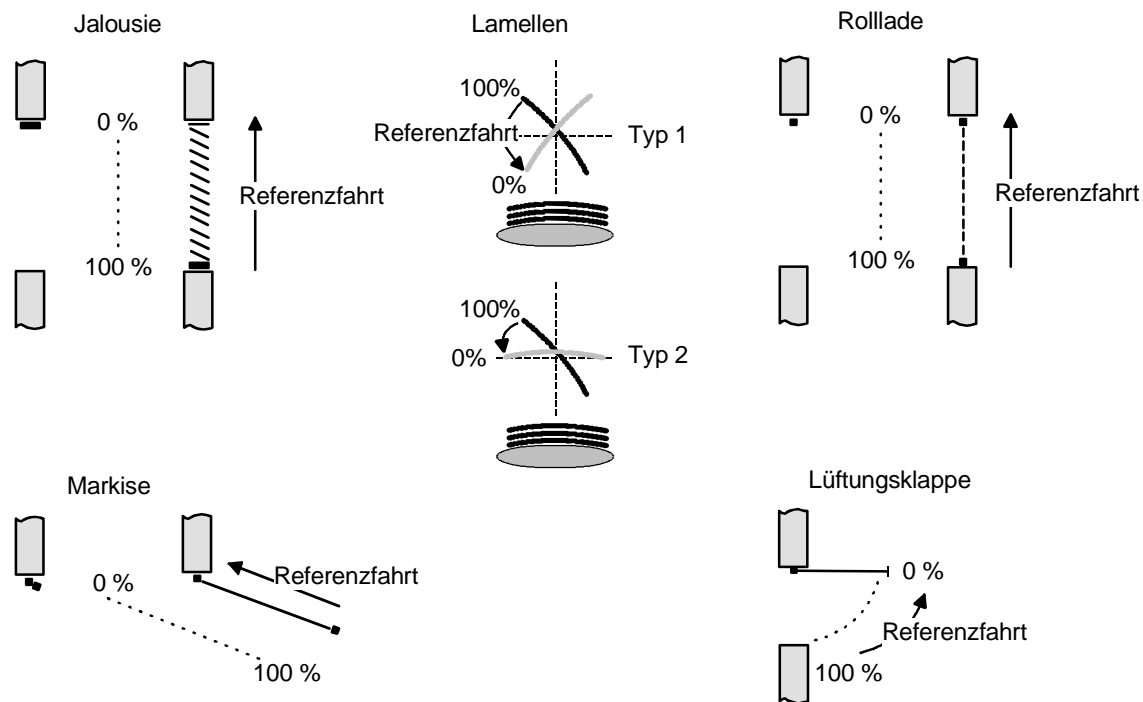 Jalousie
0 %
Referenzfahrt
100 %
Lamellen
100%
Referenzfahrt
Typ 1
0%
100%
0%
Typ 2
Rolllade
0 %
Referenzfahrt
100 %
Markise
0 %
Referenzfahrt
100 %
Lüftungsklappe
0 %
Referenzfahrt
100 %